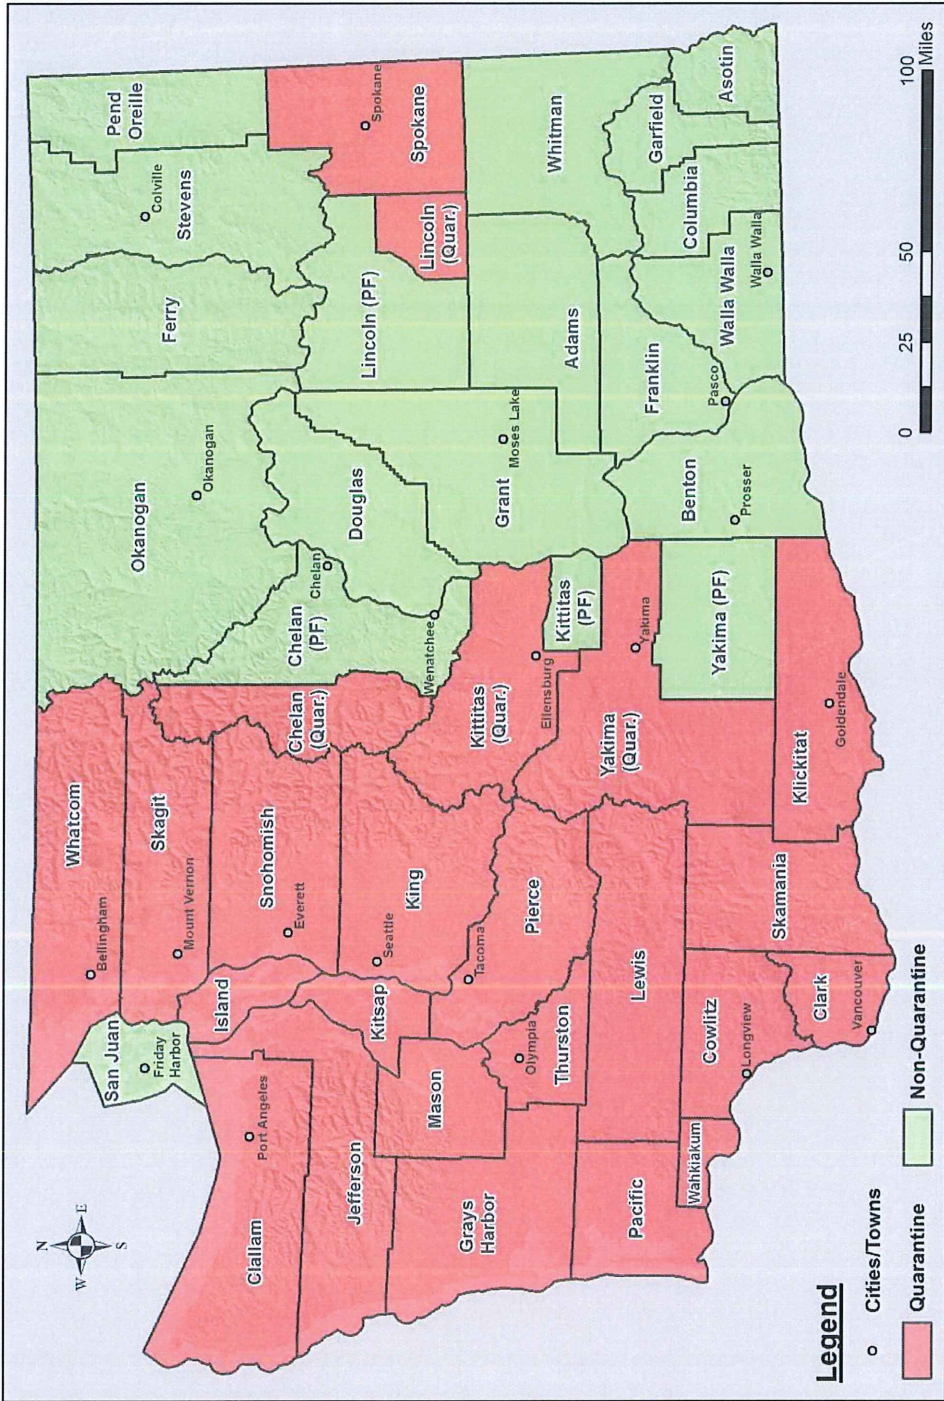 N
W
E
S
Whatcom
Bellingham
San Juan
Friday
Harbor
Skagit
Mount Vernon
Island
Snohomish
Everett
Clallam
Port Angeles
Jefferson
Kitsap
King
Seattle
Mason
Grays
Harbor
Tacoma
Pierce
Thurston
Olympia
Pacific
Lewis
Wahkiakum
Cowlitz
Longview
Clark
Vancouver
Skamania
Okanogan
Okanogan
Chelan
(PF)
Chelan
Chelan
(Quar.)
Wenatchee
Douglas
Kittitas
(Quar.)
Ellensburg
Kittitas
(PF)
Yakima
(Quar.)
Yakima
Yakima (PF)
Klickitat
Goldendale
Grant
Moses Lake
Benton
Prosser
Ferry
Stevens
Colville
Pend
Oreille
Lincoln (PF)
Lincoln
(Quar.)
Spokane
Spokane
Adams
Whitman
Franklin
Pasco
Walla Walla
Walla Walla
Columbia
Garfield
Asotin
Legend
Cities/Towns
Quarantine
Non-Quarantine
0
25
50
100
Miles